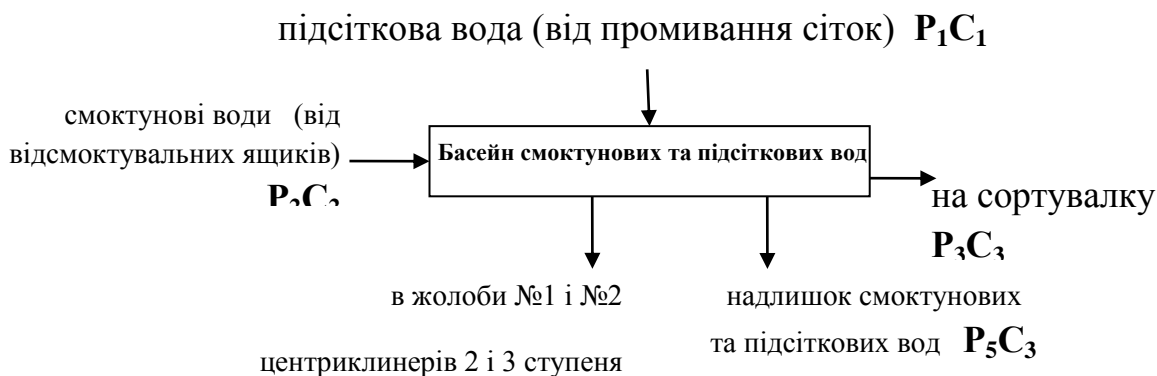 підсіткова вода (від промивання сіток) P₁C₁
смоктунові води (від
відсмоктувальних ящиків)
P₂C₂
Басейн смоктунових та підсіткових вод
на сортувалку
P₃C₃
в жолоби №1 і №2
центриклинерів 2 і 3 ступеня
надлишок смоктунових
та підсіткових вод P₅C₃